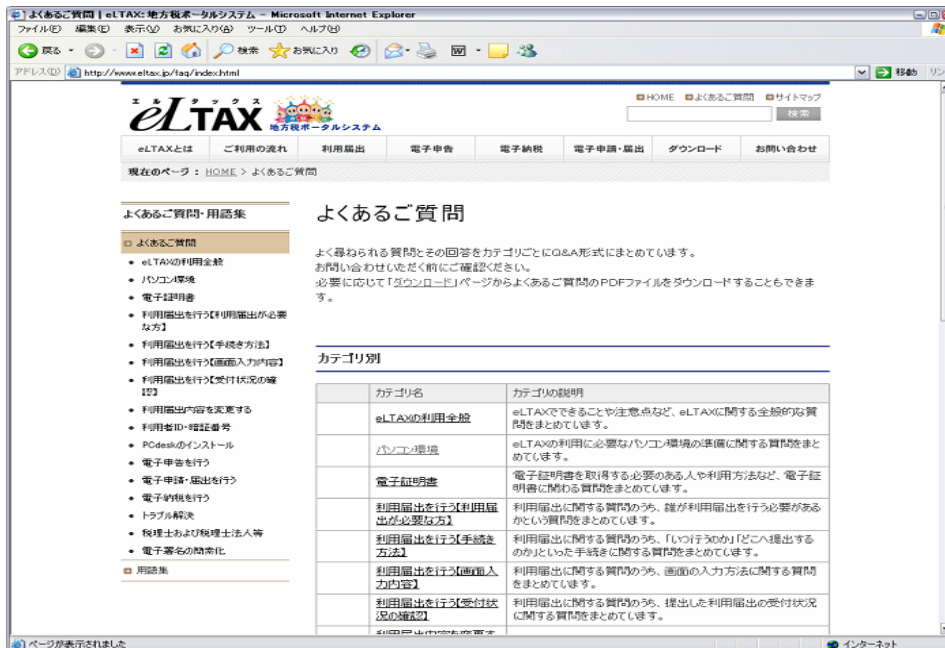 よくあるご質問 | eLTAX: 地方税ポータルシステム - Microsoft Internet Explorer
ファイル(F) 編集(E) 表示(V) お気に入り(A) ツール(T) ヘルプ(H)
戻る 検索 お気に入り
アドレス(D) http://www.eltax.jp/faq/index.html 移動 リン
エルタックス
eLTAX 地方税ポータルシステム
HOME よくあるご質問 サイトマップ
検索
eLTAXとは ご利用の流れ 利用届出 電子申告 電子納税 電子申請・届出 ダウンロード お問い合わせ
現在のページ : HOME > よくあるご質問
よくあるご質問・用語集
よくあるご質問
eLTAXの利用全般
パソコン環境
電子証明書
利用届出を行う【利用届出が必要
な方】
利用届出を行う【手続き方法】
利用届出を行う【画面入力内容】
利用届出を行う【受付状況の確
認】
利用届出内容を変更する
利用者ID・暗証番号
PCdeskのインストール
電子申告を行う
電子申請・届出を行う
電子納税を行う
トラブル解決
税理士および税理士法人等
電子署名の簡素化
用語集
よくあるご質問
よく尋ねられる質問とその回答をカテゴリごとにQ&A形式にまとめています。
お問い合わせいただく前にご確認ください。
必要に応じて「ダウンロード」ページからよくあるご質問のPDFファイルをダウンロードすることもできま
す。
カテゴリ別
カテゴリ名 カテゴリの説明
eLTAXの利用全般 eLTAXでできることや注意点など、eLTAXに関する全般的な質
問をまとめています。
パソコン環境 eLTAXの利用に必要なパソコン環境の準備に関する質問をまと
めています。
電子証明書 電子証明書を取得する必要のある人や利用方法など、電子証
明書に関わる質問をまとめています。
利用届出を行う【利用届 利用届出に関する質問のうち、誰が利用届出を行う必要がある
出が必要な方】 かという質問をまとめています。
利用届出を行う【手続き 利用届出に関する質問のうち、「いつ行うのか」「どこへ提出する
方法】 のか」といった手続きに関する質問をまとめています。
利用届出を行う【画面入 利用届出に関する質問のうち、画面の入力方法に関する質問
力内容】 をまとめています。
利用届出を行う【受付状 利用届出に関する質問のうち、提出した利用届出の受付状況
況の確認】 に関する質問をまとめています。
利用届出内容を変更す
ページが表示されました インターネット